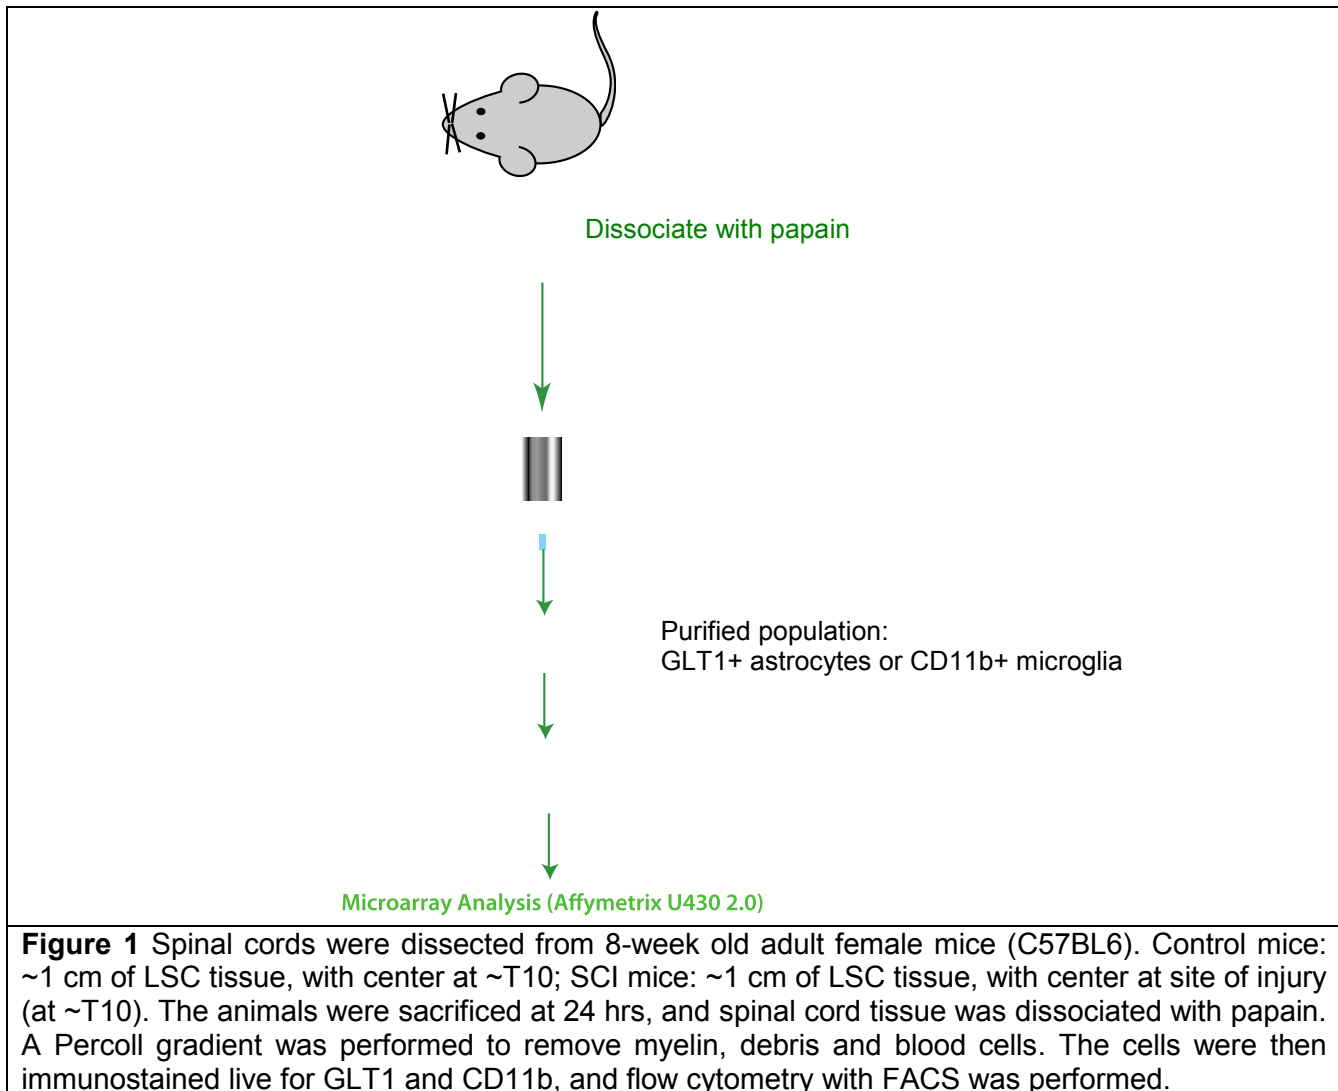 Dissociate with papain
Purified population:
GLT1+ astrocytes or CD11b+ microglia
Microarray Analysis (Affymetrix U430 2.0)
Figure 1 Spinal cords were dissected from 8-week old adult female mice (C57BL6). Control mice:
~1 cm of LSC tissue, with center at ~T10; SCI mice: ~1 cm of LSC tissue, with center at site of injury
(at ~T10). The animals were sacrificed at 24 hrs, and spinal cord tissue was dissociated with papain.
A Percoll gradient was performed to remove myelin, debris and blood cells. The cells were then
immunostained live for GLT1 and CD11b, and flow cytometry with FACS was performed.